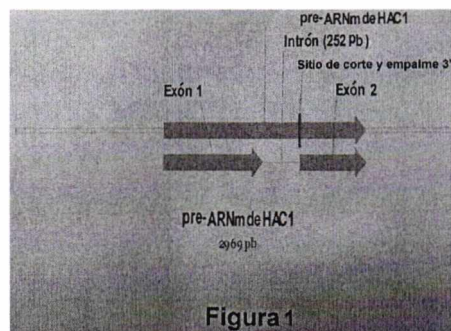 pre-ARNm de HAC1
Intrón (252 Pb)
Sitio de corte y empalme 3'
Exón 1
Exón 2
pre-ARNm de HAC1
2969 pb
Figura 1